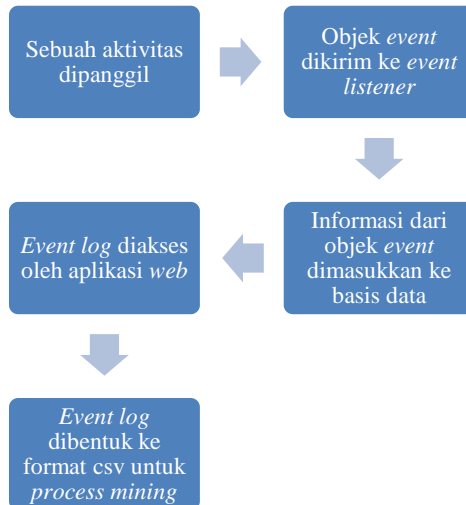 Sebuah aktivitas
dipanggil
Objek event
dikirim ke event
listener
Informasi dari
objek event
dimasukkan ke
basis data
Event log diakses
oleh aplikasi web
Event log
dibentuk ke
format csv untuk
process mining